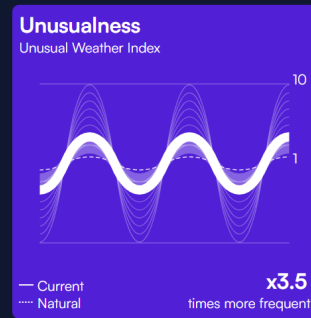 Unusualness
Unusual Weather Index
10
1
Current
Natural
x3.5
times more frequent